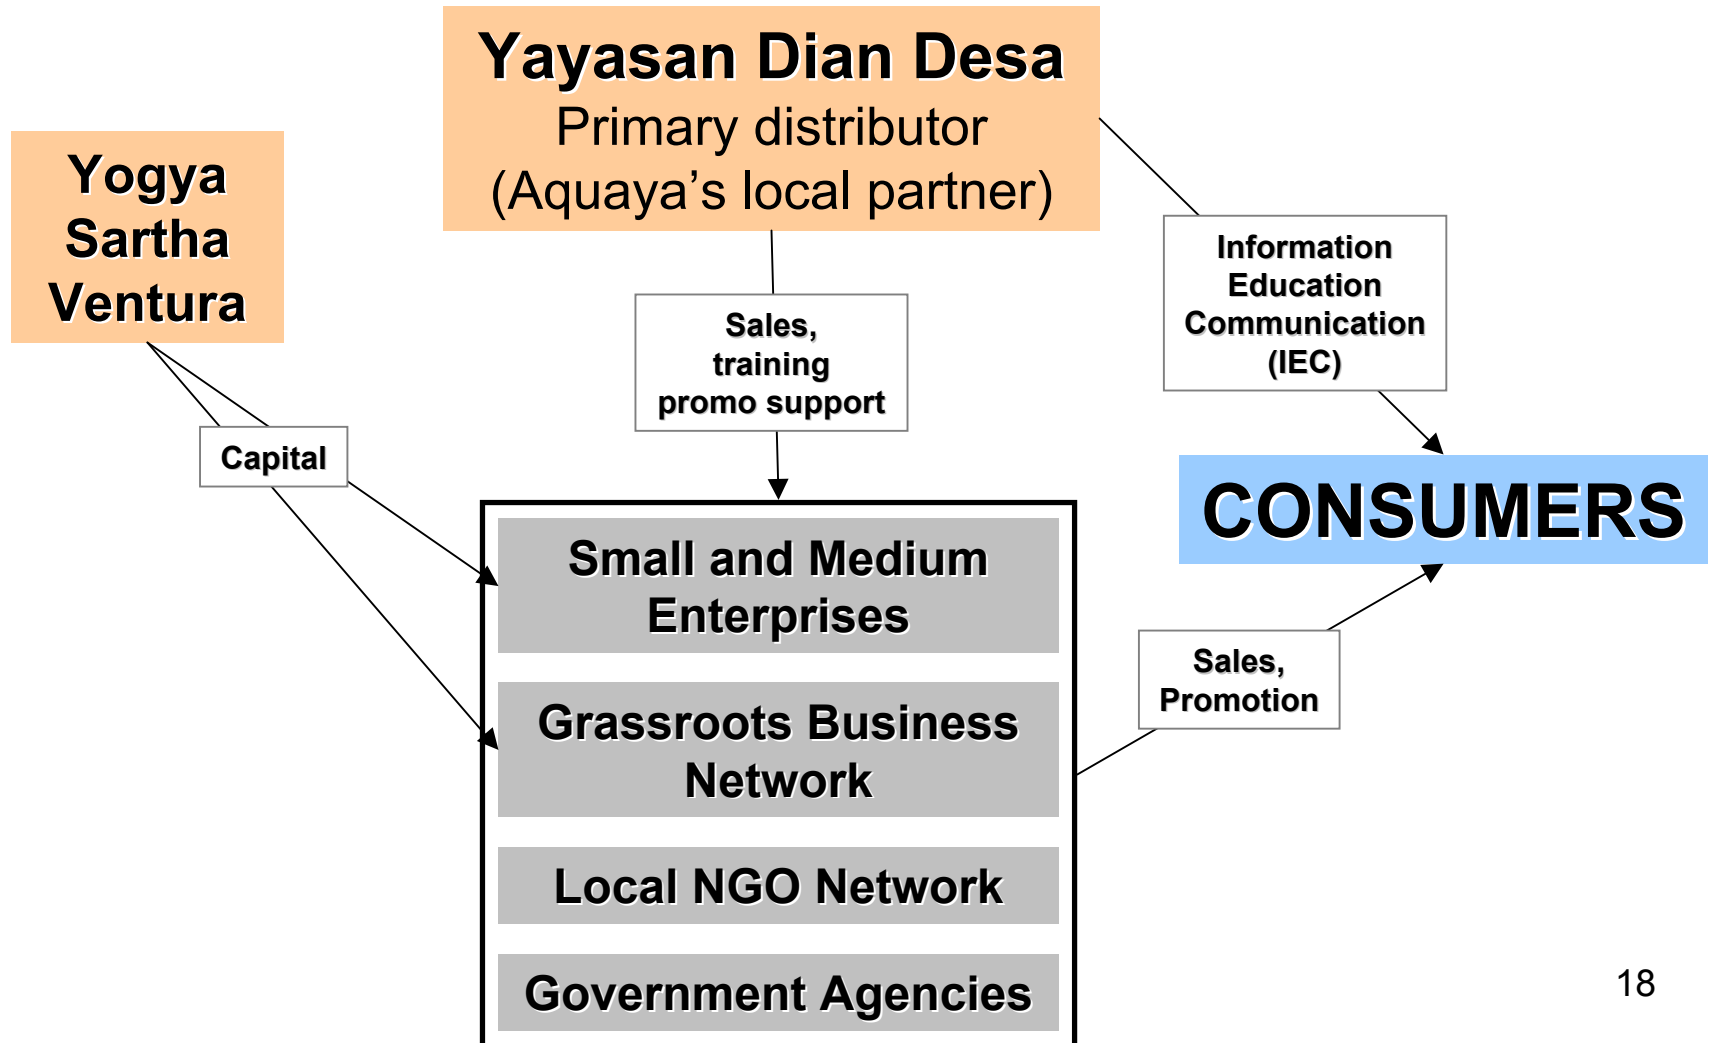 Yayasan Dian Desa
Primary distributor
(Aquaya’s local partner)
Yogya
Sartha
Ventura
Information
Education
Communication
(IEC)
Sales,
training
promo support
Capital
CONSUMERS
Small and Medium
Enterprises
Sales,
Promotion
Grassroots Business
Network
Local NGO Network
Government Agencies
18